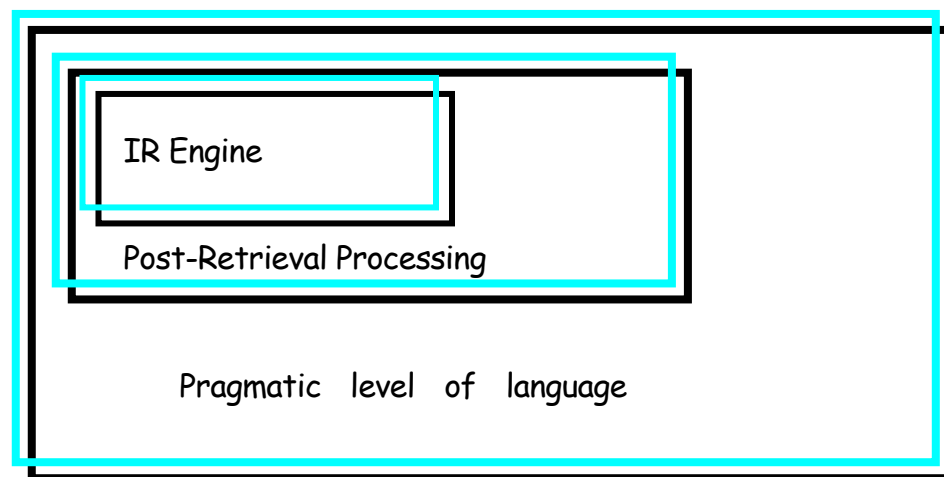 IR Engine
Post-Retrieval Processing
Pragmatic level of language